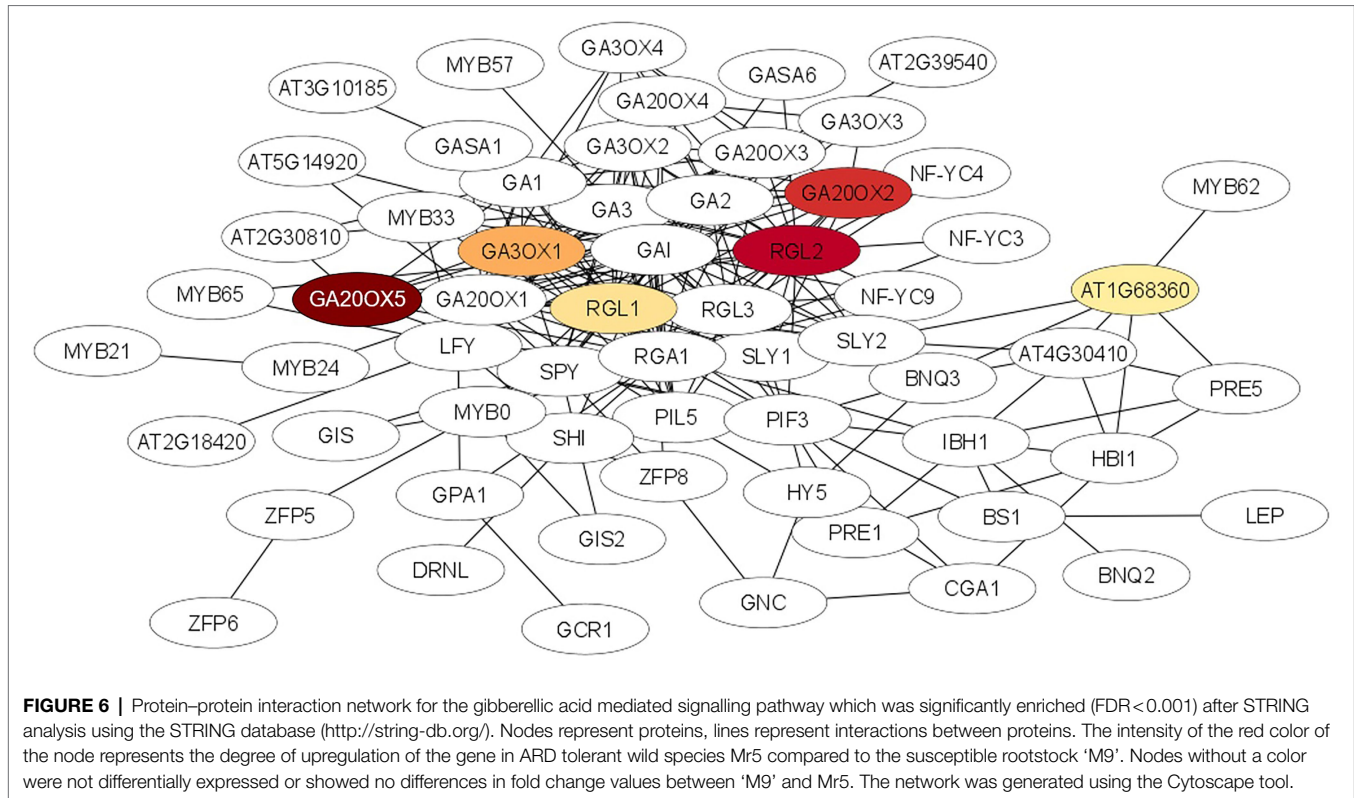 GA3OX4
MYB57
AT2G39540
GASA6
AT3G10185
GA20OX4
GA3OX3
GASA1
GA3OX2
GA20OX3
AT5G14920
NF-YC4
GA1
GA2
GA20OX2
MYB62
GA3
MYB33
AT2G30810
GA3OX1
GAI
RGL2
NF-YC3
AT1G68360
MYB65
GA20OX5
GA20OX1
RGL1
RGL3
NF-YC9
MYB21
MYB24
LFY
SPY
RGA1
SLY1
SLY2
AT4G30410
BNQ3
PRE5
AT2G18420
GIS
MYB0
SHI
PIL5
PIF3
IBH1
HBI1
ZFP5
GPA1
ZFP8
HY5
BS1
LEP
GIS2
PRE1
DRNL
BNQ2
CGA1
GNC
ZFP6
GCR1
FIGURE 6 | Protein–protein interaction network for the gibberellic acid mediated signalling pathway which was significantly enriched (FDR<0.001) after STRING
analysis using the STRING database (http://string-db.org/). Nodes represent proteins, lines represent interactions between proteins. The intensity of the red color of
the node represents the degree of upregulation of the gene in ARD tolerant wild species Mr5 compared to the susceptible rootstock ‘M9’. Nodes without a color
were not differentially expressed or showed no differences in fold change values between ‘M9’ and Mr5. The network was generated using the Cytoscape tool.